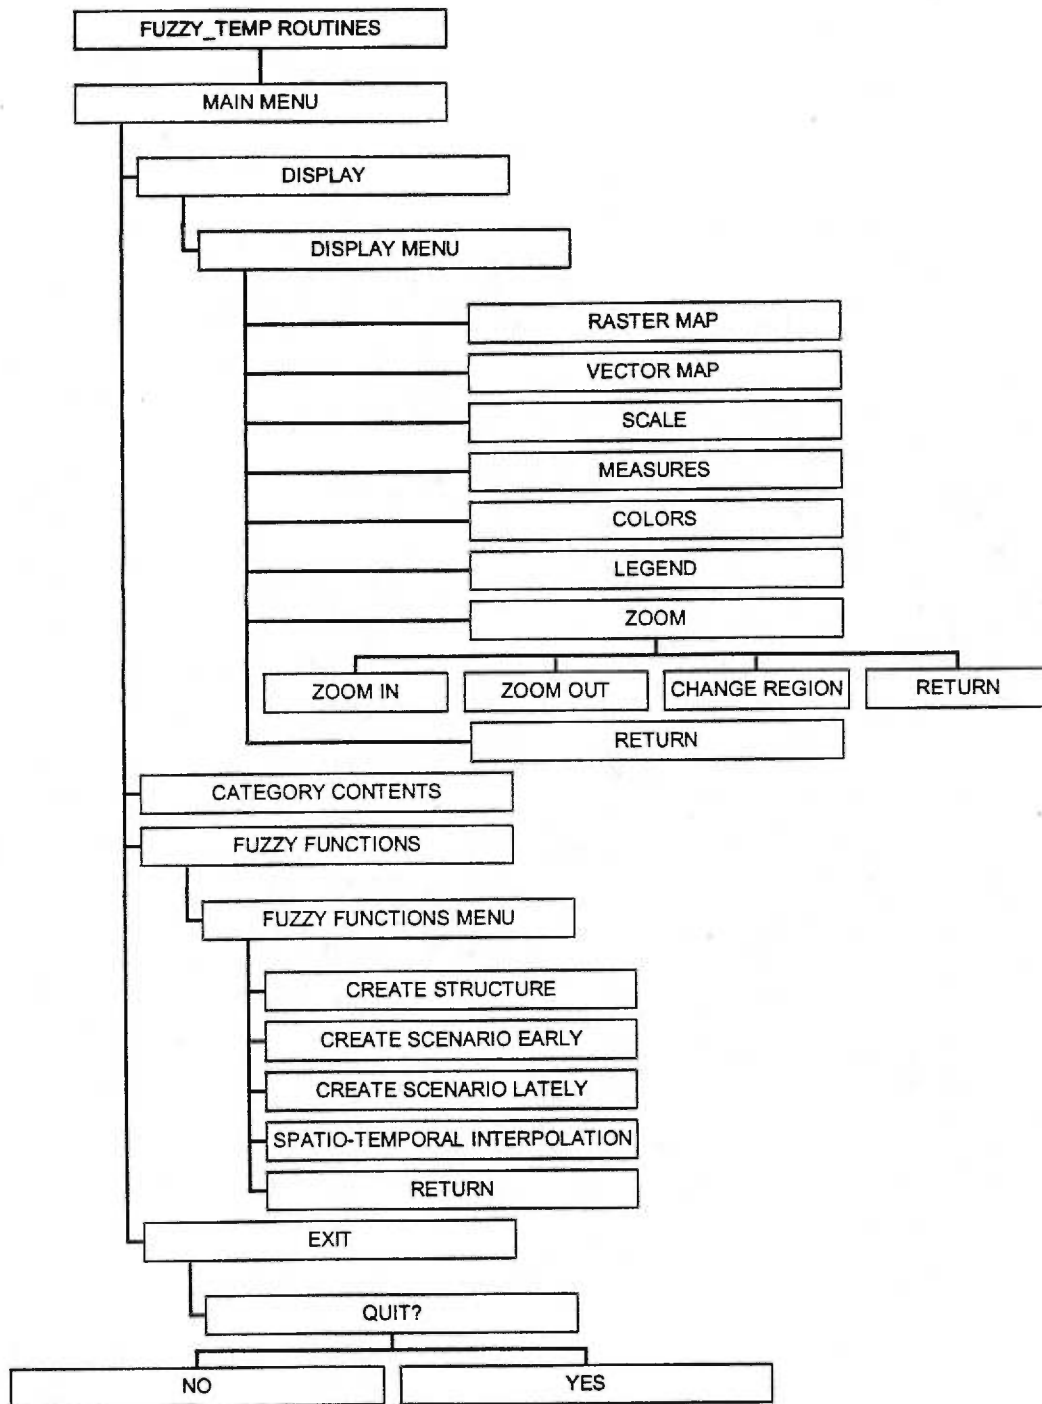 FUZZY_TEMP ROUTINES
MAIN MENU
DISPLAY
DISPLAY MENU
RASTER MAP
VECTOR MAP
SCALE
MEASURES
COLORS
LEGEND
ZOOM
ZOOM IN
ZOOM OUT
CHANGE REGION
RETURN
RETURN
CATEGORY CONTENTS
FUZZY FUNCTIONS
FUZZY FUNCTIONS MENU
CREATE STRUCTURE
CREATE SCENARIO EARLY
CREATE SCENARIO LATELY
SPATIO-TEMPORAL INTERPOLATION
RETURN
EXIT
QUIT?
NO
YES